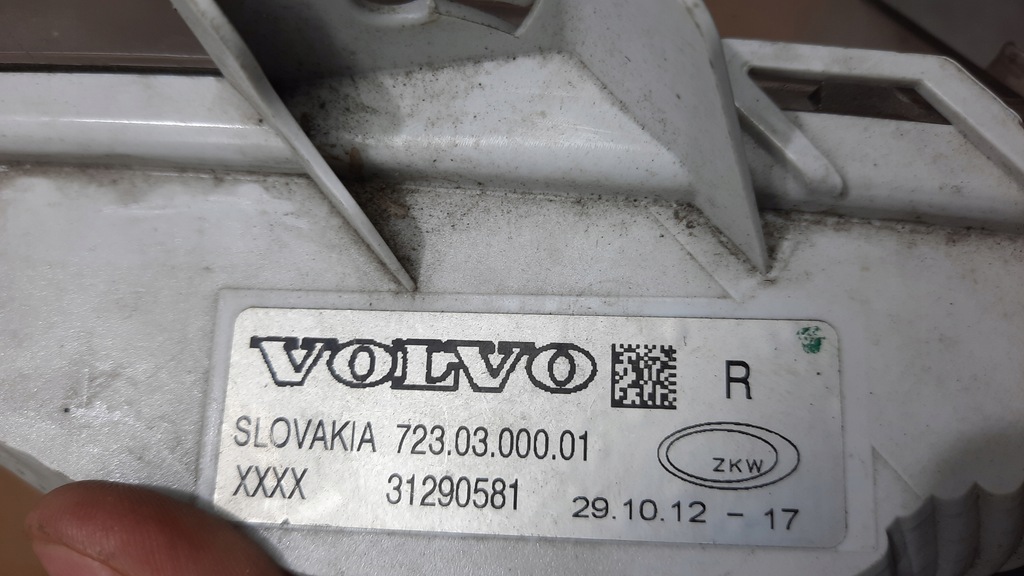 VOLVO R
SLOVAKIA 723.03.000.01
ZKW
XXXX 31290581 29.10.12 - 17